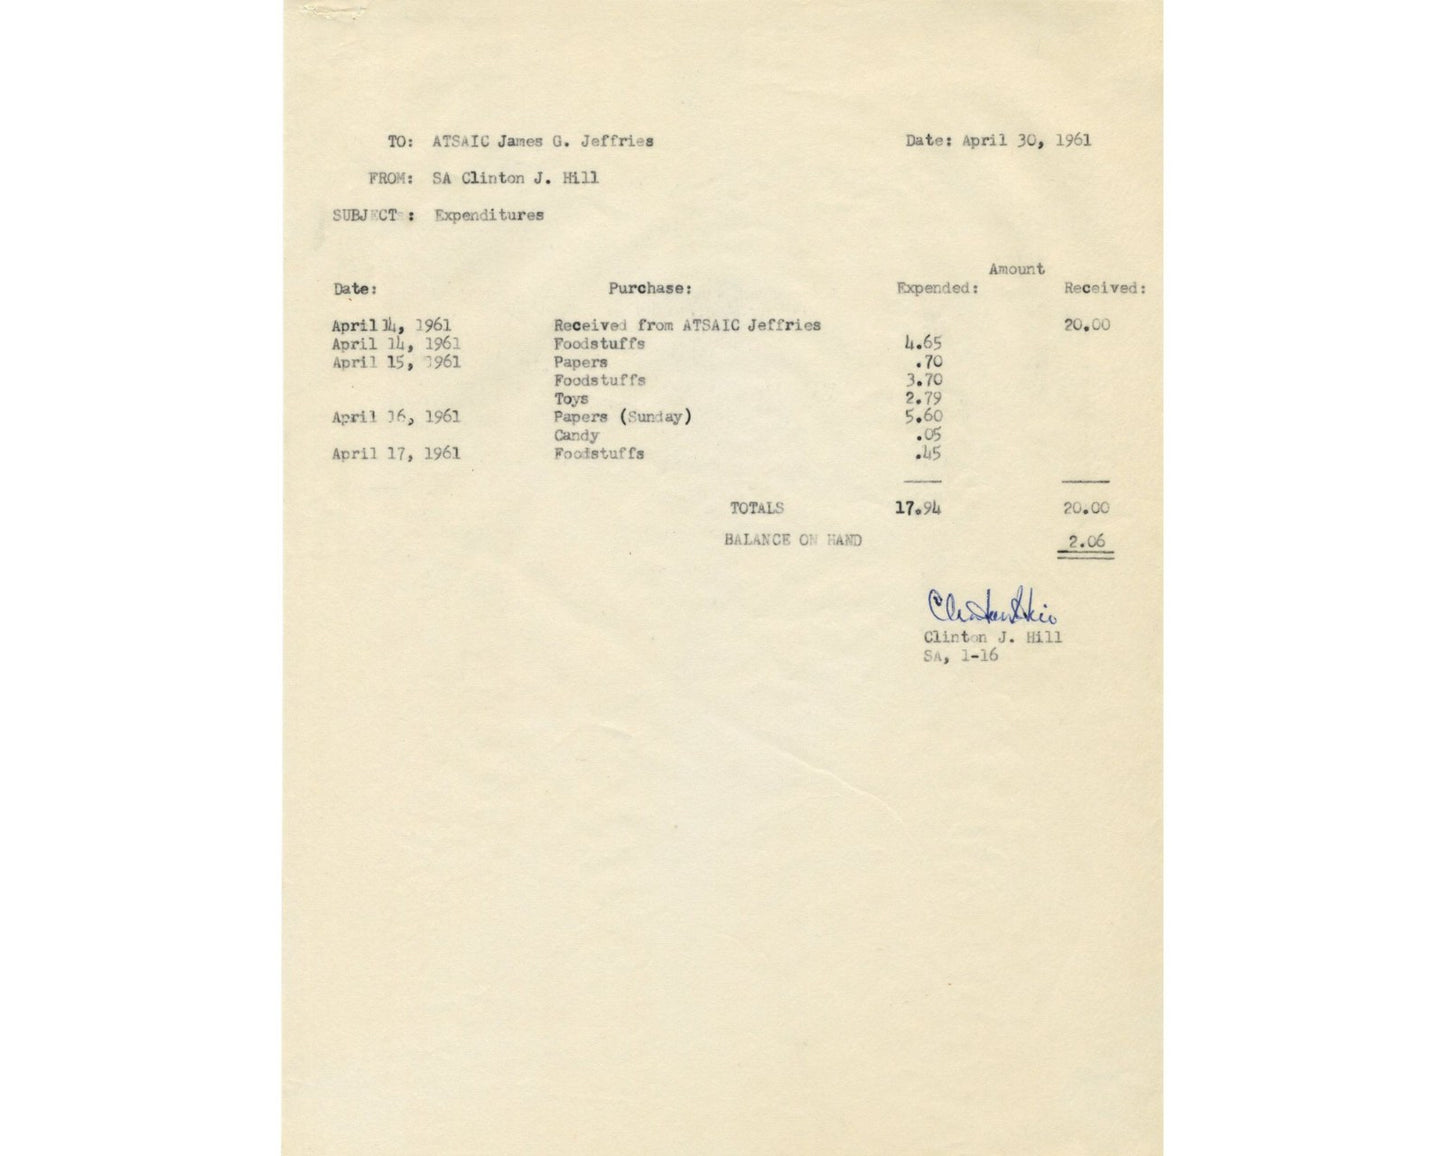 TO: ATSAIC James G. Jeffries Date: April 30, 1961
FROM: SA Clinton J. Hill
SUBJECT: Expenditures
Amount
Date: Purchase: Expended: Received:
April 14, 1961 Received from ATSAIC Jeffries 20.00
April 14, 1961 Foodstuffs 4.65
April 15, 1961 Papers .70
Foodstuffs 3.70
Toys 2.79
April 16, 1961 Papers (Sunday) 5.60
Candy .05
April 17, 1961 Foodstuffs .45
TOTALS 17.94 20.00
BALANCE ON HAND 2.06
Clinton J. Hill
Clinton J. Hill
SA, 1-16